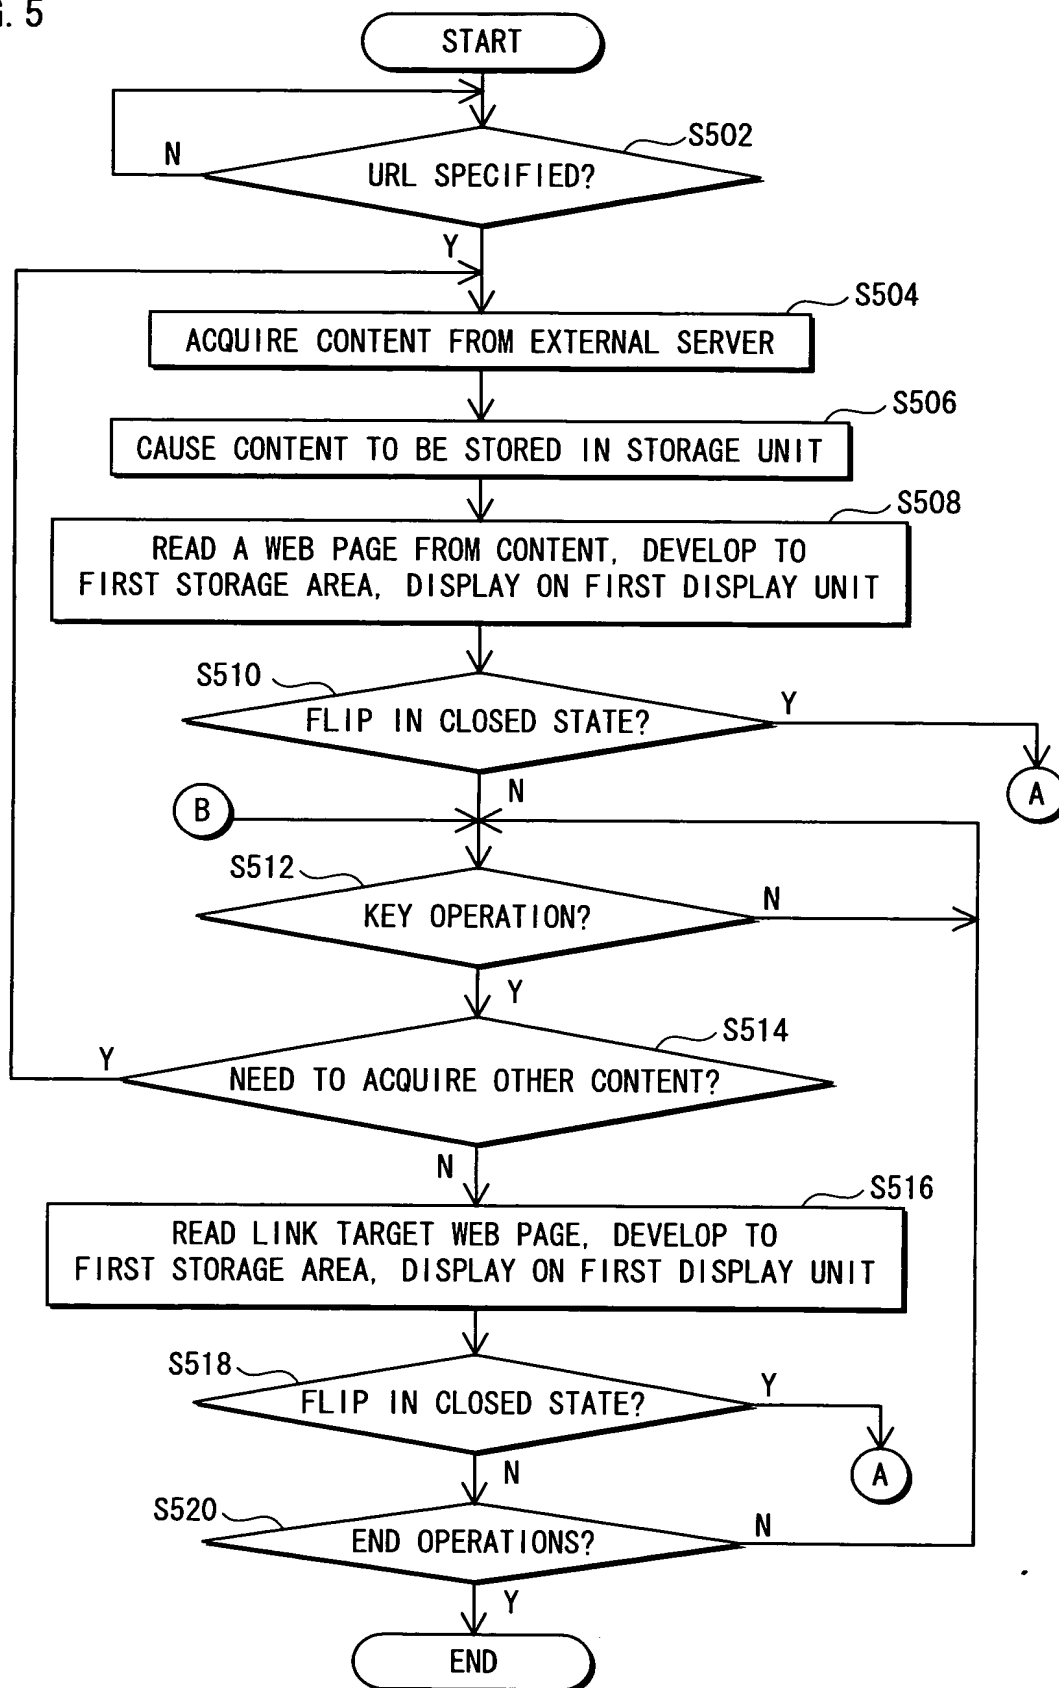 G. 5
START
S502
N
URL SPECIFIED?
Y
S504
ACQUIRE CONTENT FROM EXTERNAL SERVER
S506
CAUSE CONTENT TO BE STORED IN STORAGE UNIT
S508
READ A WEB PAGE FROM CONTENT, DEVELOP TO
FIRST STORAGE AREA, DISPLAY ON FIRST DISPLAY UNIT
S510
Y
FLIP IN CLOSED STATE?
A
N
B
S512
N
KEY OPERATION?
Y
S514
Y
NEED TO ACQUIRE OTHER CONTENT?
N
S516
READ LINK TARGET WEB PAGE, DEVELOP TO
FIRST STORAGE AREA, DISPLAY ON FIRST DISPLAY UNIT
S518
Y
FLIP IN CLOSED STATE?
A
N
S520
N
END OPERATIONS?
Y
END